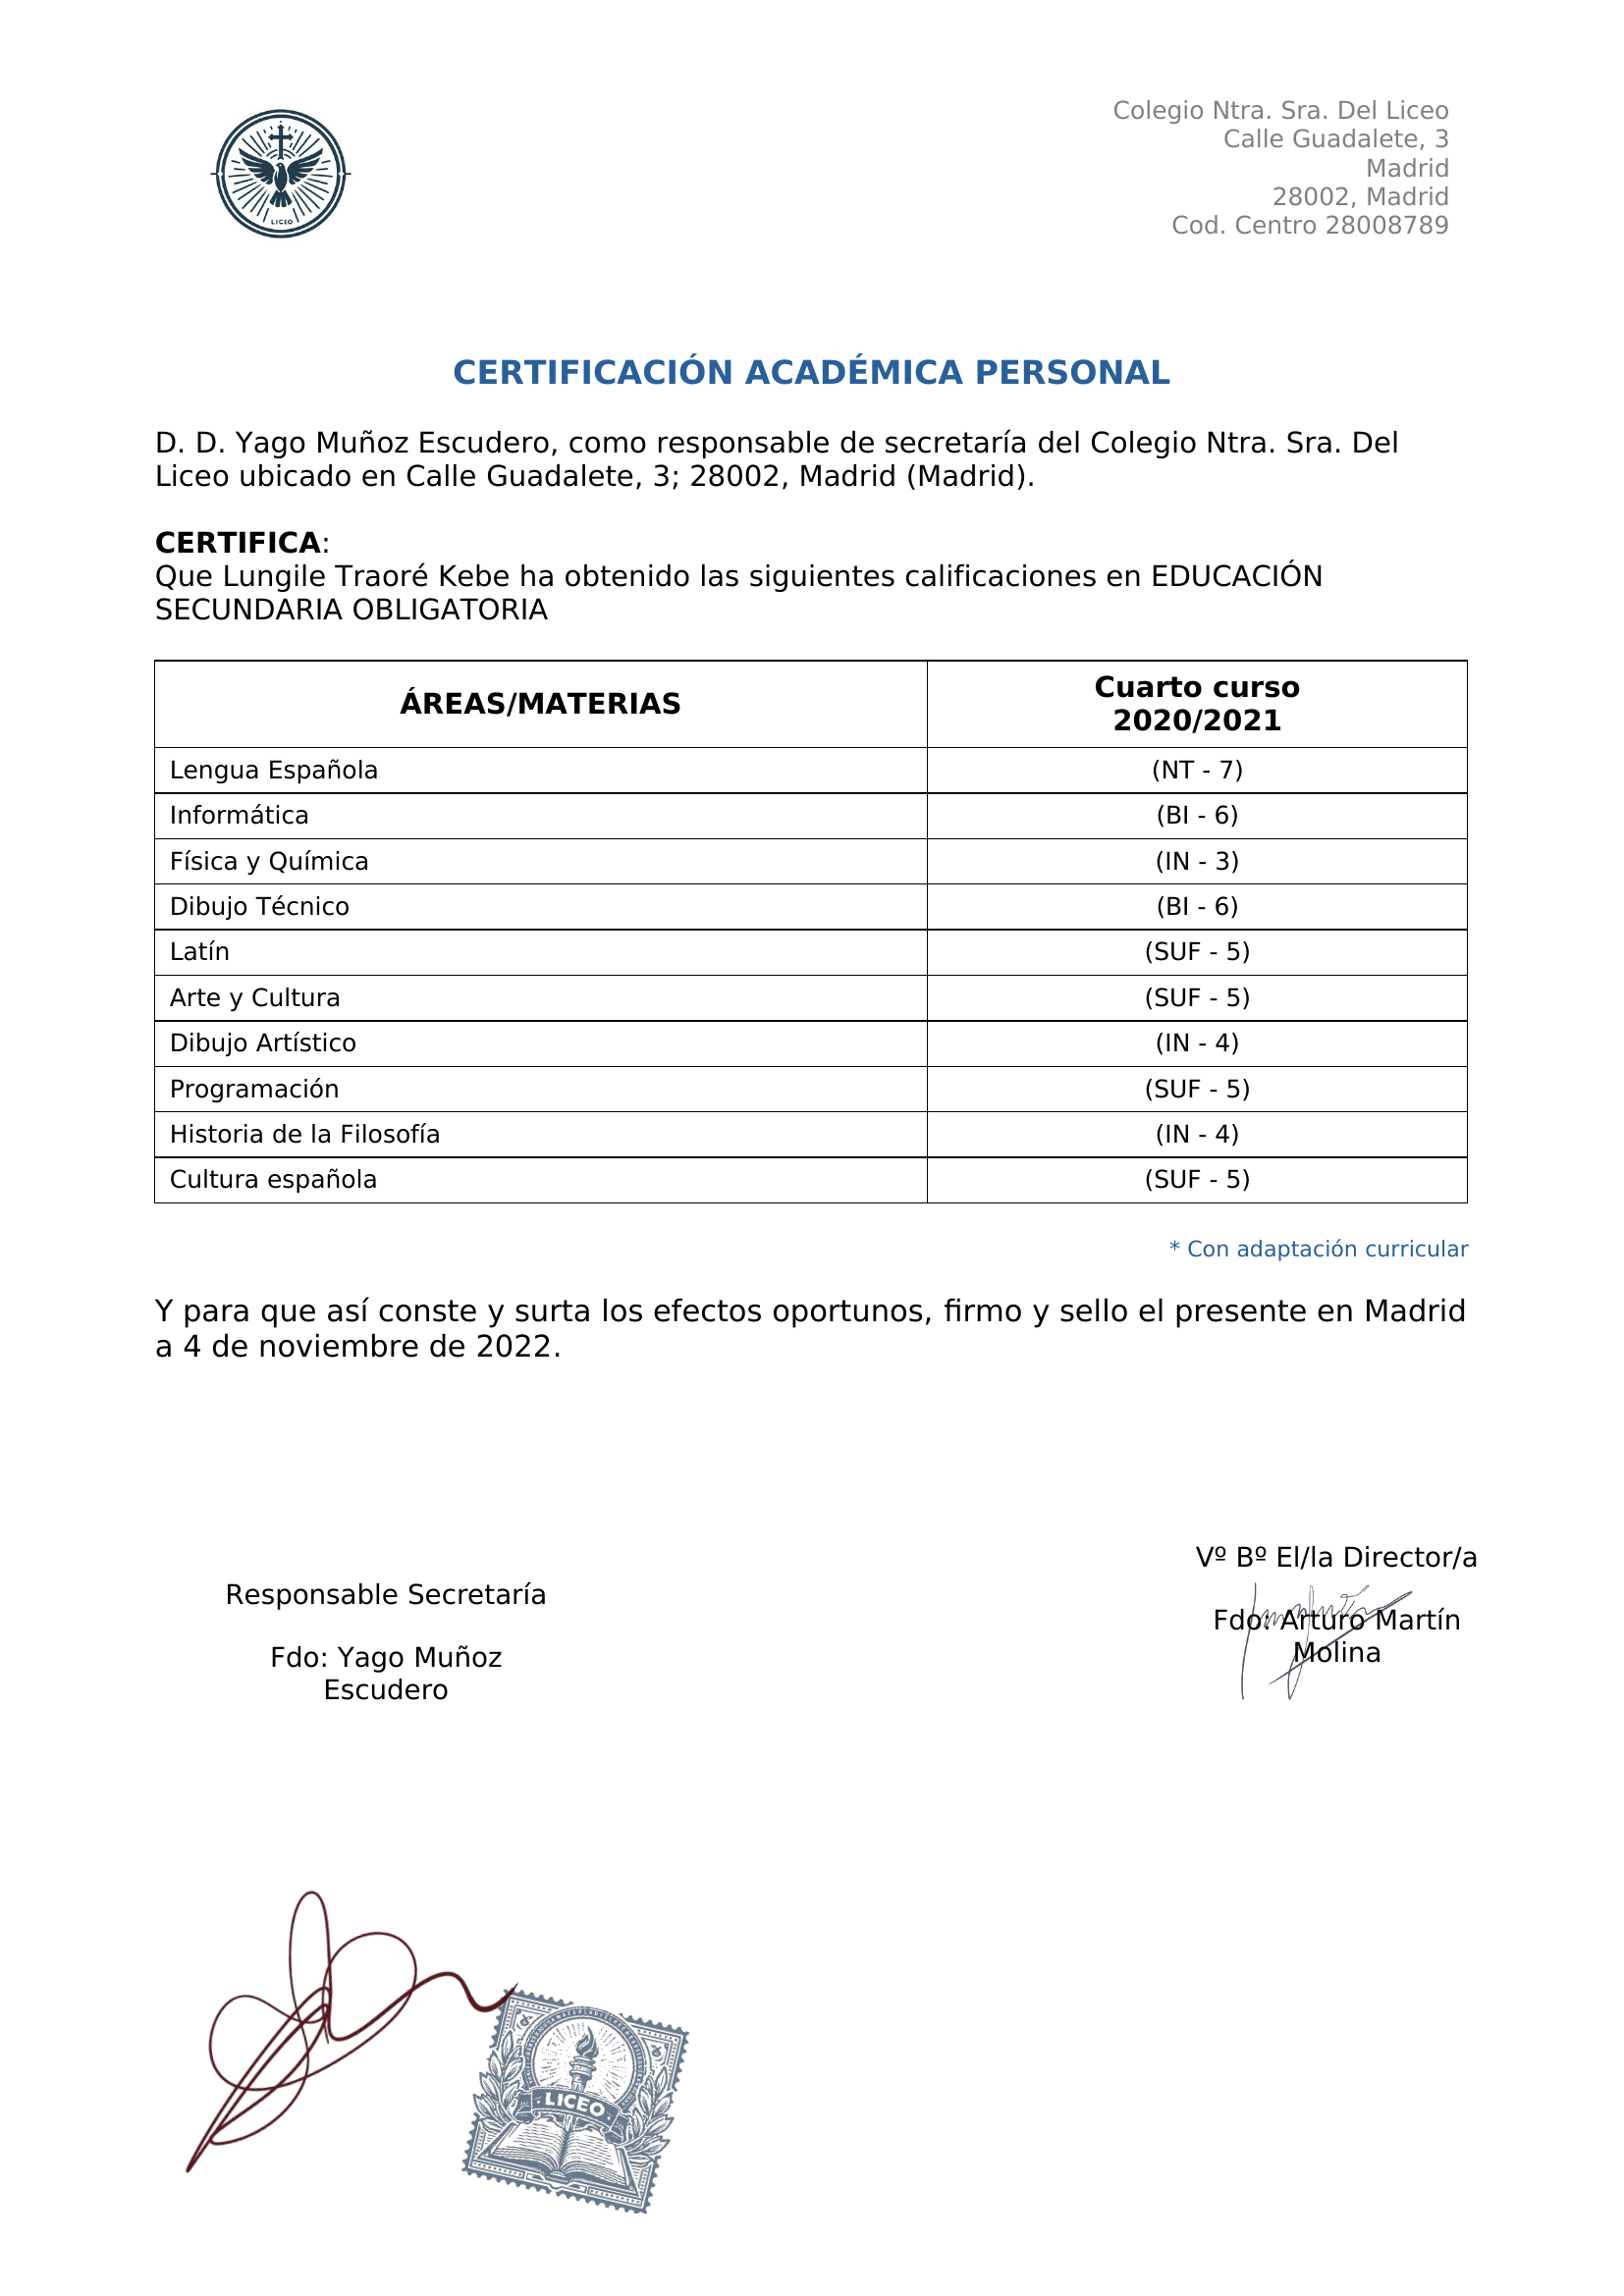 LICEO
Colegio Ntra. Sra. Del Liceo
Calle Guadalete, 3
Madrid
28002, Madrid
Cod. Centro 28008789
CERTIFICACIÓN ACADÉMICA PERSONAL
D. D. Yago Muñoz Escudero, como responsable de secretaría del Colegio Ntra. Sra. Del
Liceo ubicado en Calle Guadalete, 3; 28002, Madrid (Madrid).
CERTIFICA:
Que Lungile Traoré Kebe ha obtenido las siguientes calificaciones en EDUCACIÓN
SECUNDARIA OBLIGATORIA
ÁREAS/MATERIAS
Cuarto curso
2020/2021
Lengua Española (NT - 7)
Informática (BI - 6)
Física y Química (IN - 3)
Dibujo Técnico (BI - 6)
Latín (SUF - 5)
Arte y Cultura (SUF - 5)
Dibujo Artístico (IN - 4)
Programación (SUF - 5)
Historia de la Filosofía (IN - 4)
Cultura española (SUF - 5)
* Con adaptación curricular
Y para que así conste y surta los efectos oportunos, firmo y sello el presente en Madrid
a 4 de noviembre de 2022.
Responsable Secretaría
Fdo: Yago Muñoz
Escudero
Vº Bº El/la Director/a
Fdo: Arturo Martín
Molina
LICEO